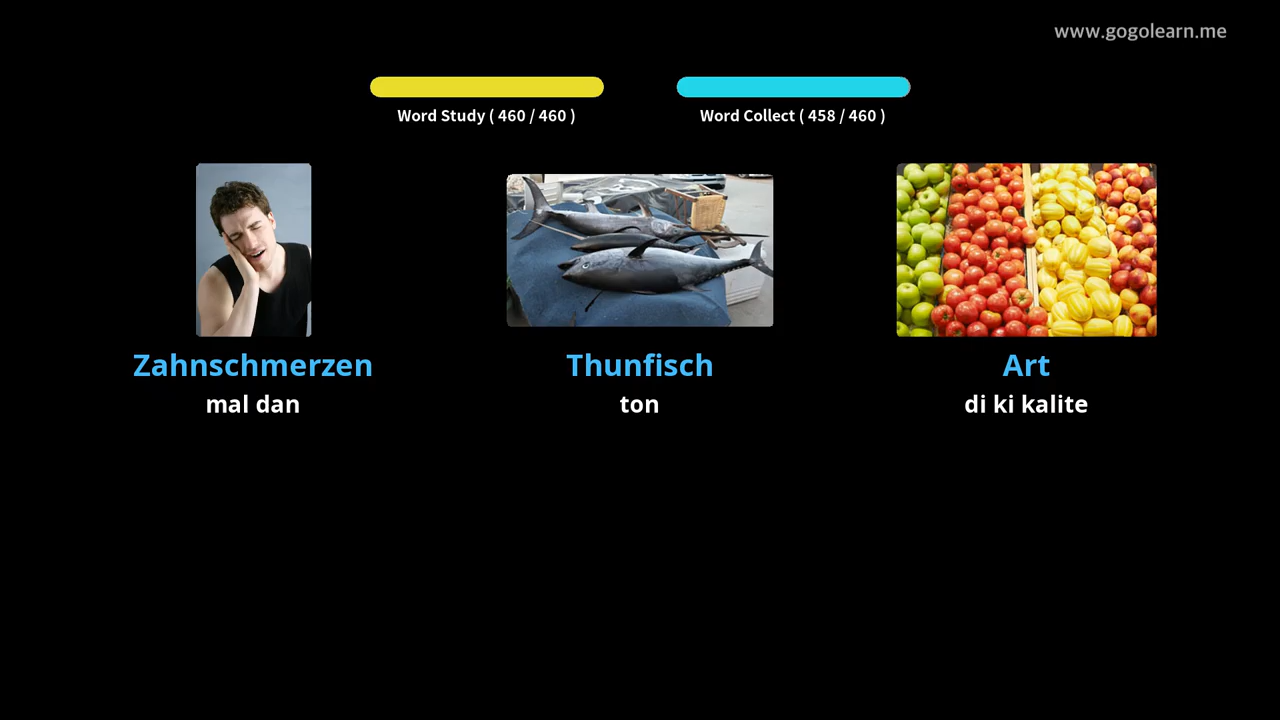 www.gogolearn.me
Word Study ( 460 / 460 )
Word Collect ( 458 / 460 )
Zahnschmerzen
Thunfisch
Art
mal dan
ton
di ki kalite